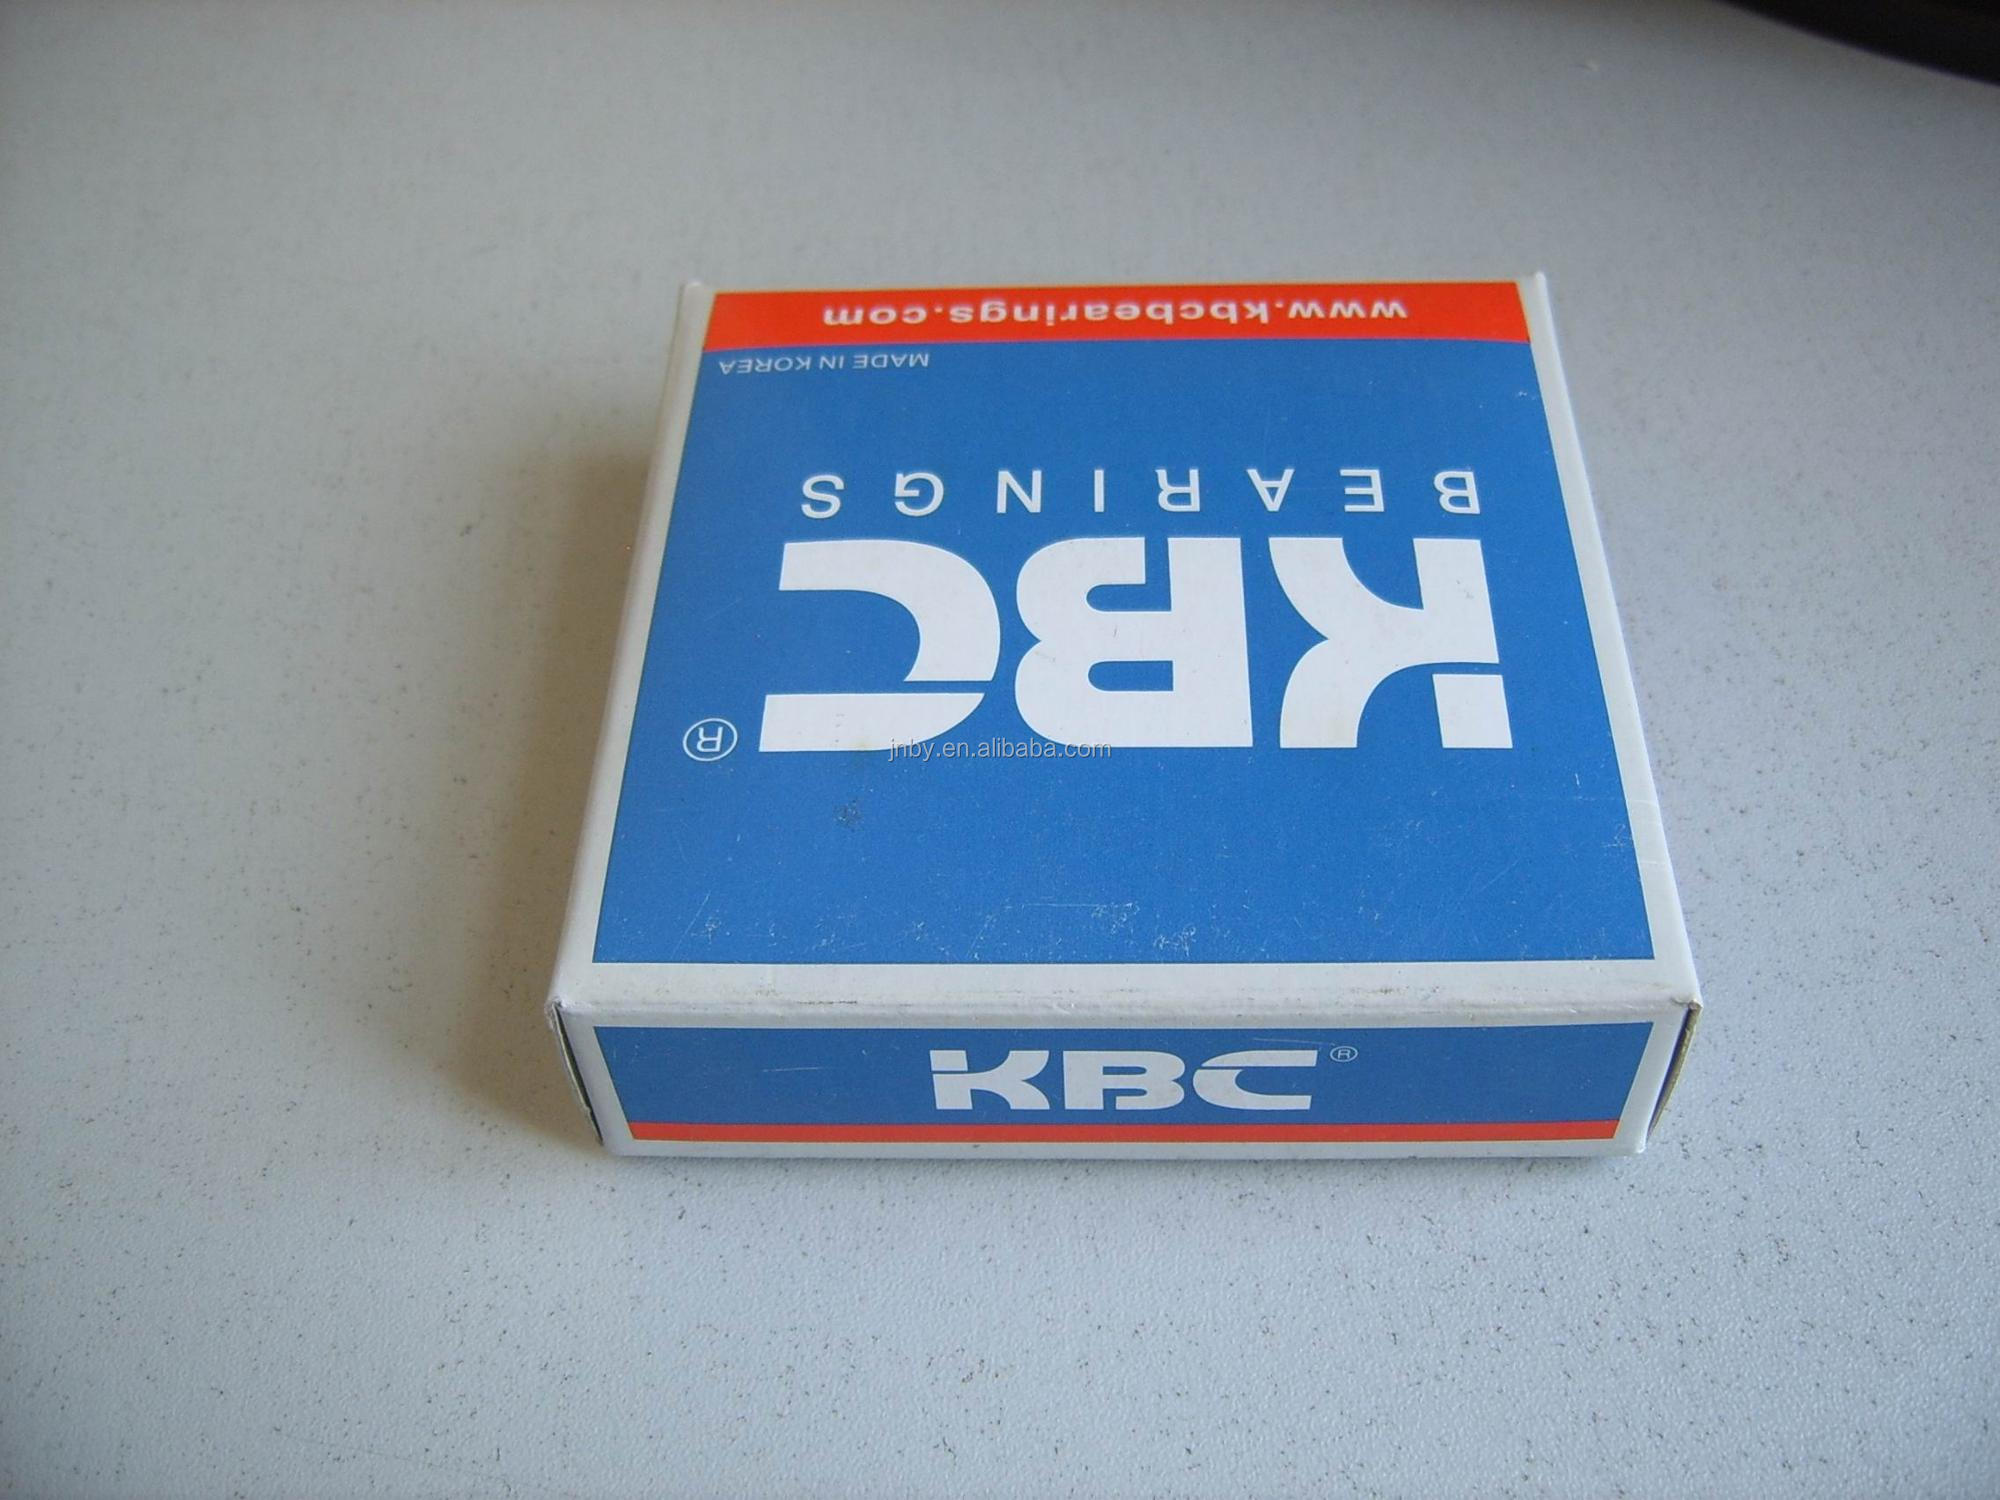 www.kbcbearings.com
MADE IN KOREA
BEARINGS
KBC®
jnby.en.alibaba.com
KBC®